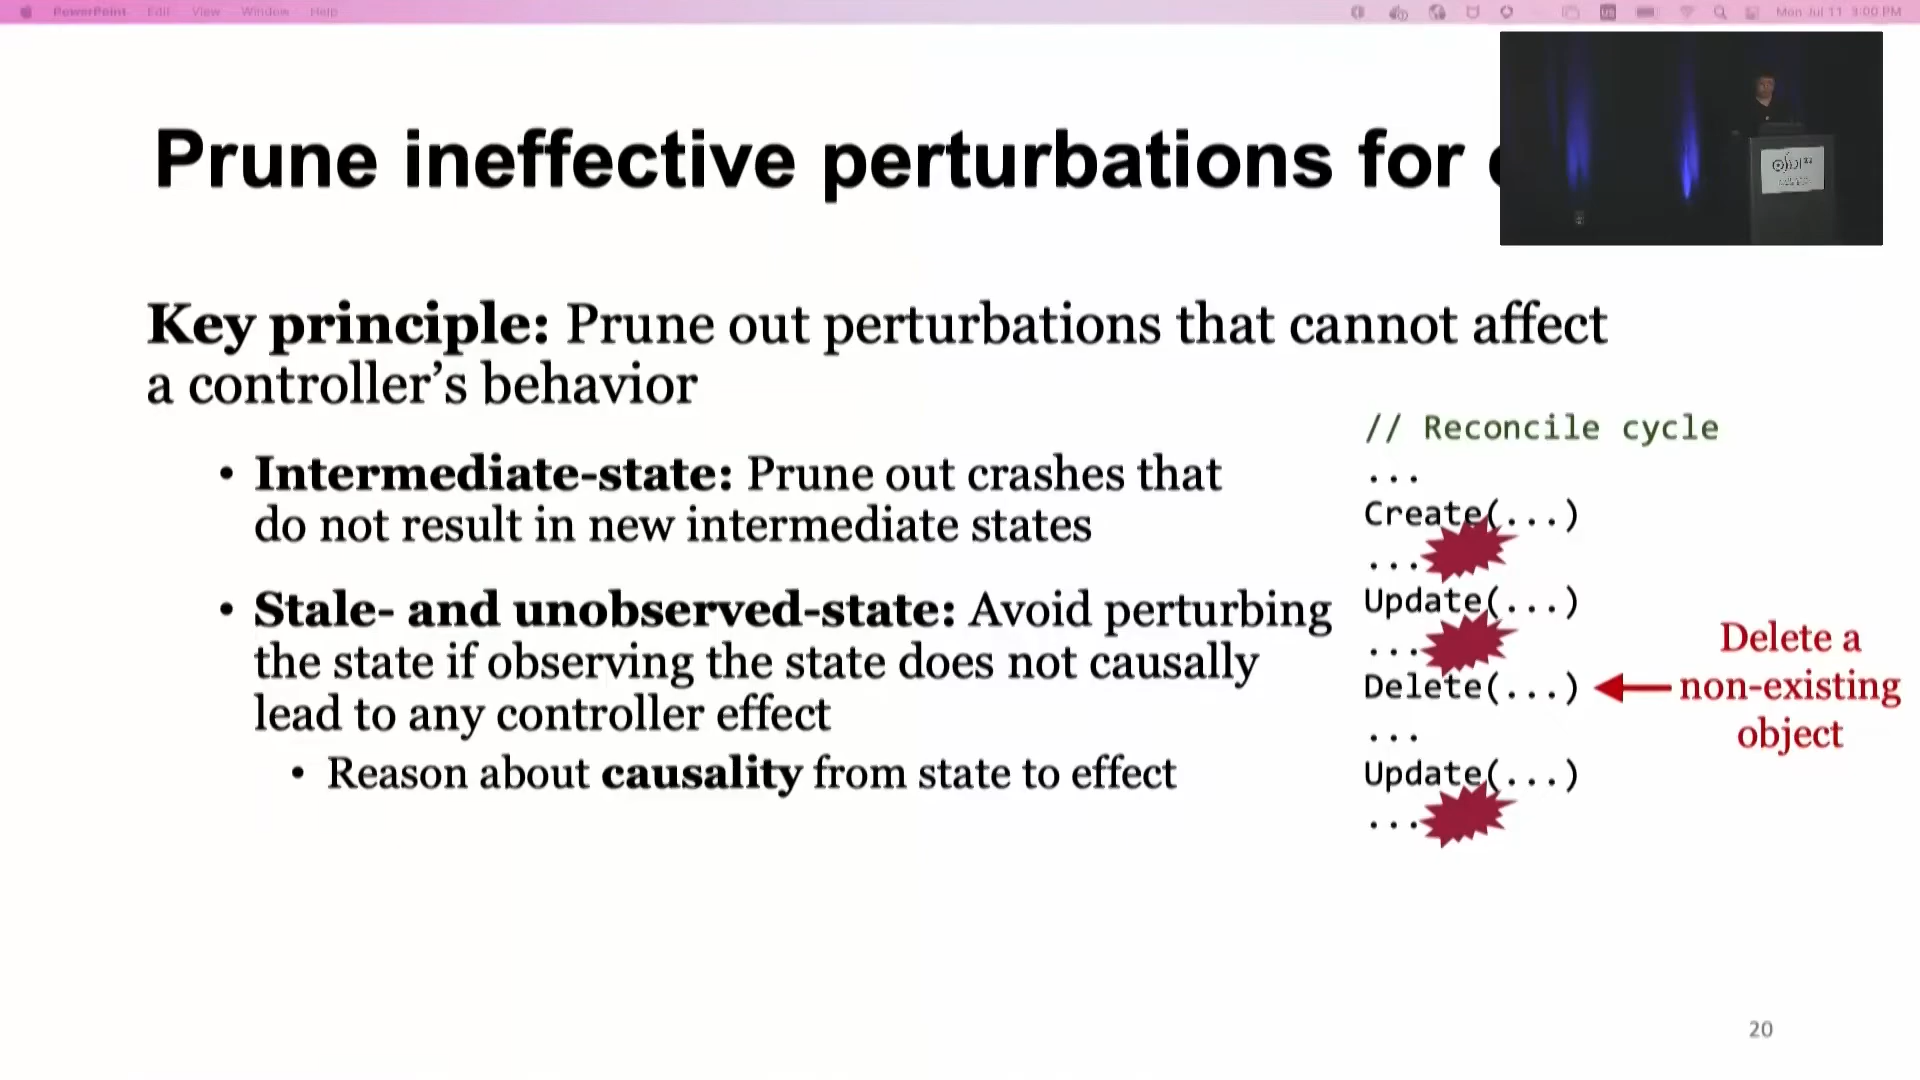 PowerPoint Edit View Window Help
Mon Jul 11 3:00 PM
Prune ineffective perturbations for
Key principle: Prune out perturbations that cannot affect
a controller's behavior
• Intermediate-state: Prune out crashes that
do not result in new intermediate states
• Stale- and unobserved-state: Avoid perturbing
the state if observing the state does not causally
lead to any controller effect
• Reason about causality from state to effect
// Reconcile cycle
...
Create(...)
...
Update(...)
...
Delete(...)
...
Update(...)
...
Delete a
non-existing
object
20